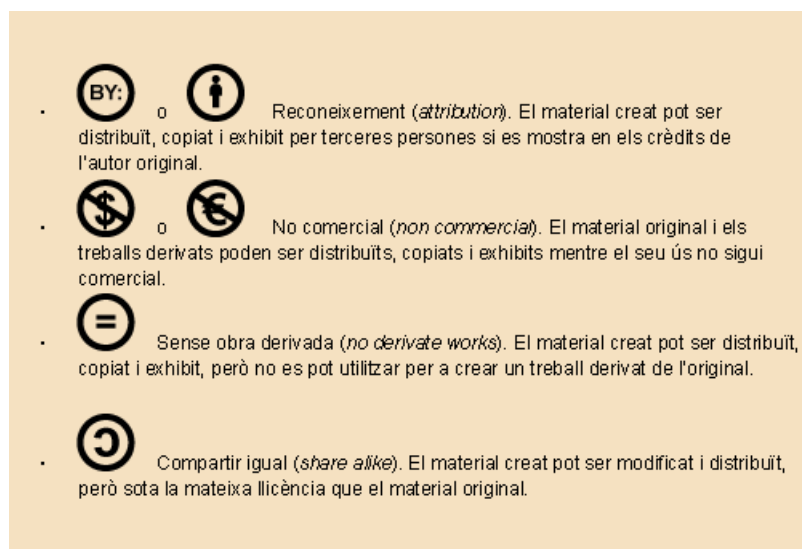 · BY: o Reconeixement (attribution). El material creat pot ser
distribuït, copiat i exhibit per terceres persones si es mostra en els crèdits de
l'autor original.
· $ o € No comercial (non commercial). El material original i els
treballs derivats poden ser distribuïts, copiats i exhibits mentre el seu ús no sigui
comercial.
· = Sense obra derivada (no derivate works). El material creat pot ser distribuït,
copiat i exhibit, però no es pot utilitzar per a crear un treball derivat de l'original.
· Compartir igual (share alike). El material creat pot ser modificat i distribuït,
però sota la mateixa llicència que el material original.